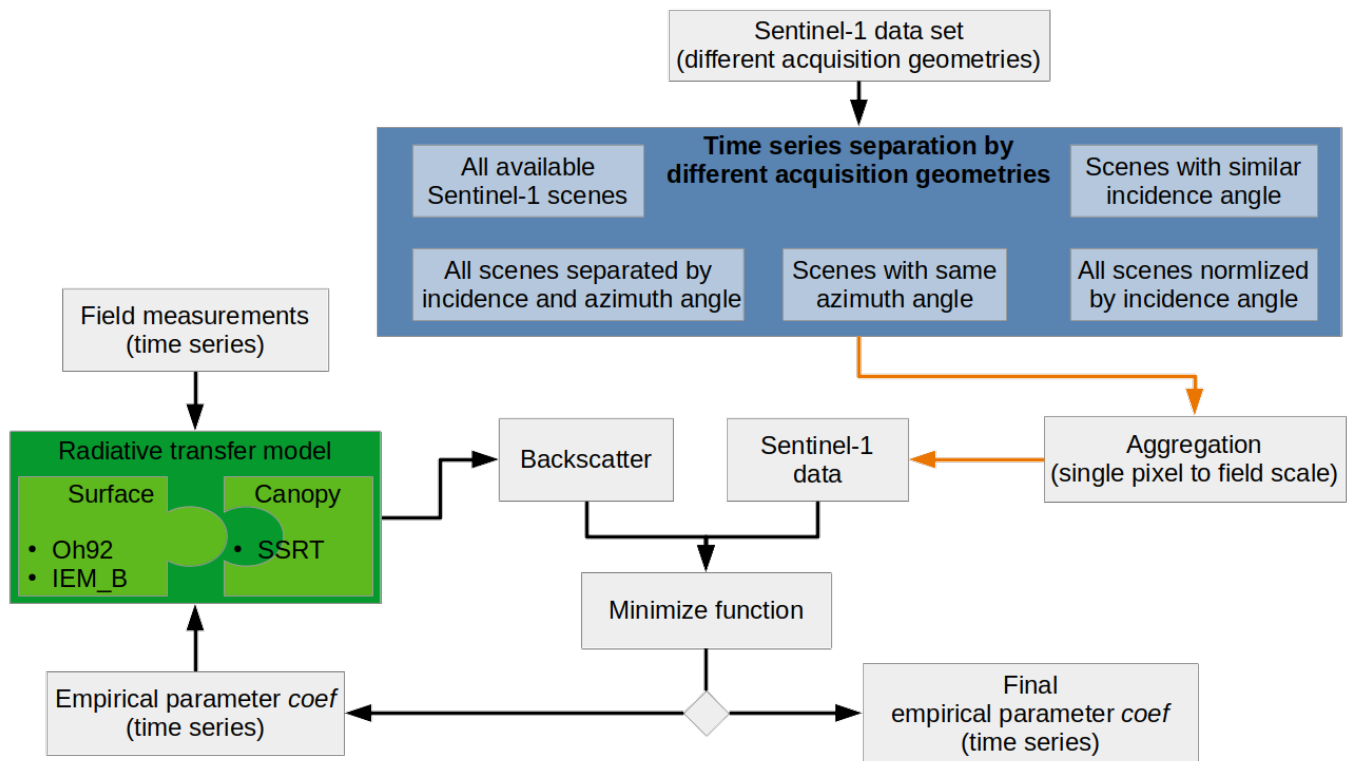 Sentinel-1 data set
(different acquisition geometries)
Time series separation by
different acquisition geometries
All available
Sentinel-1 scenes
Scenes with similar
incidence angle
All scenes separated by
incidence and azimuth angle
Scenes with same
azimuth angle
All scenes normlized
by incidence angle
Field measurements
(time series)
Radiative transfer model
Surface
• Oh92
• IEM_B
Canopy
• SSRT
Backscatter
Sentinel-1
data
Aggregation
(single pixel to field scale)
Minimize function
Empirical parameter coef
(time series)
Final
empirical parameter coef
(time series)